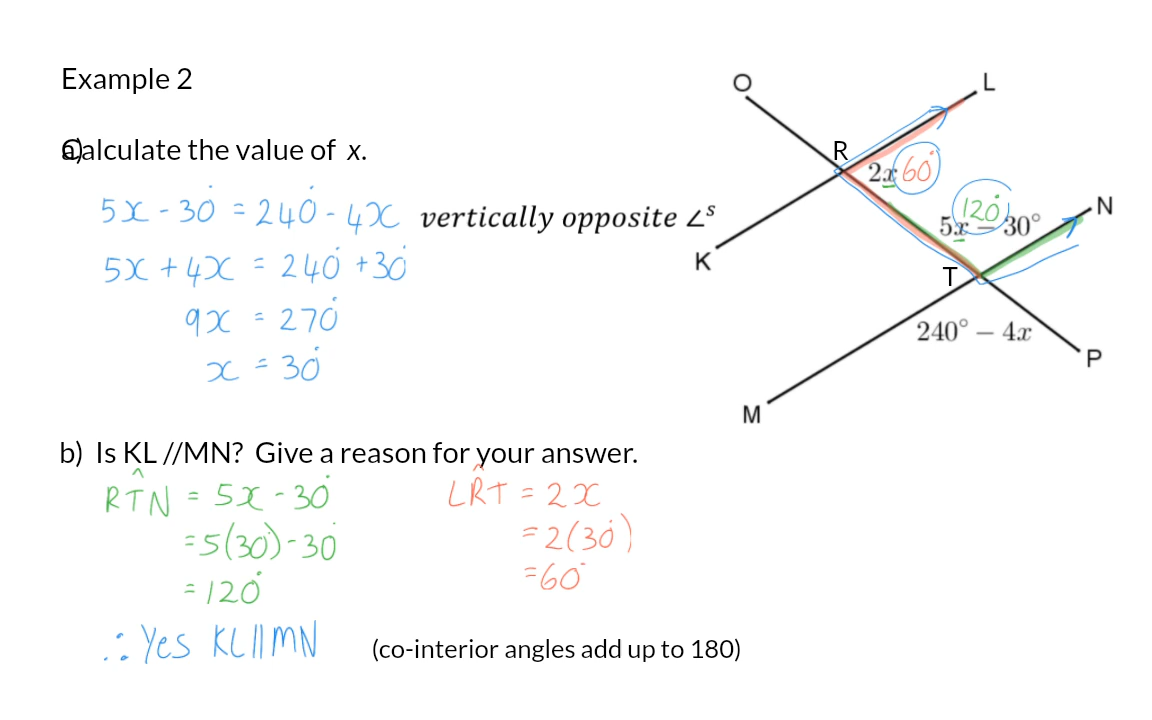 Example 2
a) Calculate the value of x.
5x - 30° = 240° - 4x vertically opposite ∠ˢ
5x + 4x = 240° + 30°
9x = 270°
x = 30°
O
L
R
2x 60°
120°
5x − 30°
N
K
T
240° − 4x
P
M
b) Is KL //MN? Give a reason for your answer.
RT̂N = 5x - 30° LR̂T = 2x
= 5(30°) - 30° = 2(30°)
= 120° = 60°
∴ Yes KL||MN (co-interior angles add up to 180)